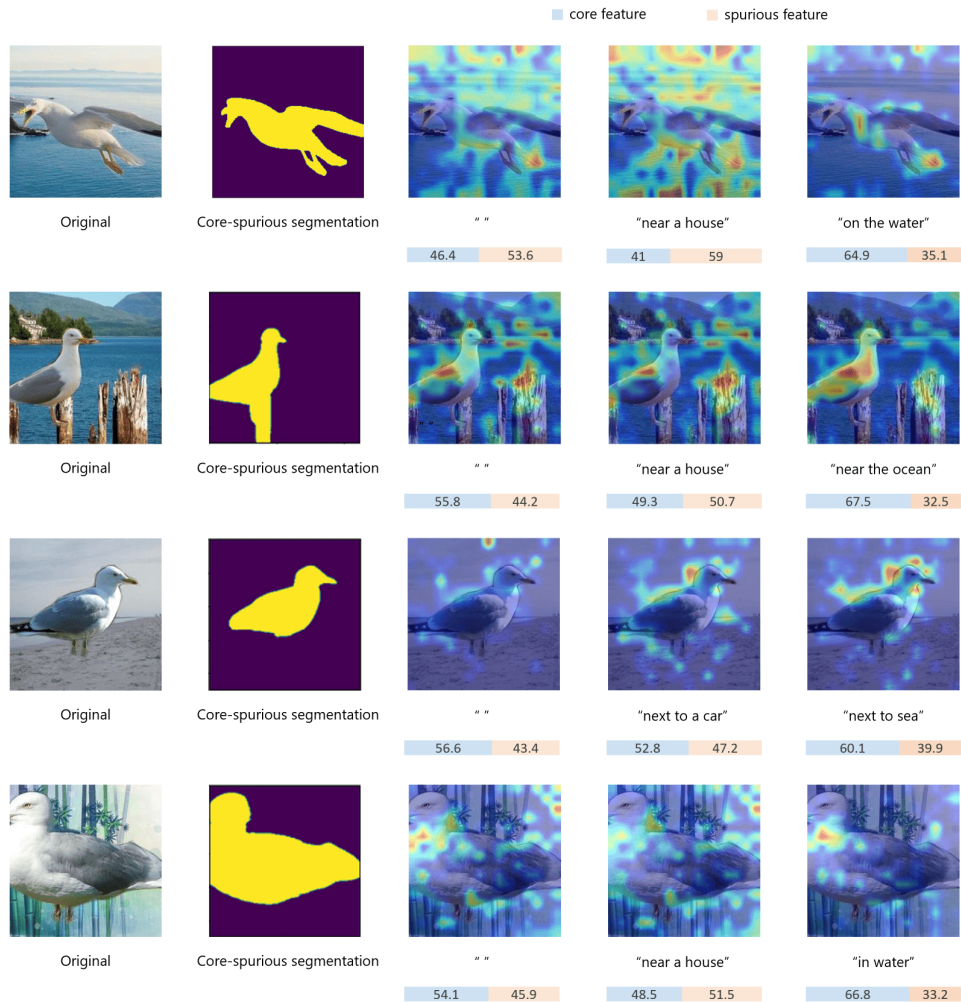 core feature spurious feature
Original Core-spurious segmentation “ ” “near a house” “on the water”
46.4 53.6 41 59 64.9 35.1
" "
Original Core-spurious segmentation “ ” “near a house” “near the ocean”
55.8 44.2 49.3 50.7 67.5 32.5
Original Core-spurious segmentation “ ” “next to a car” “next to sea”
56.6 43.4 52.8 47.2 60.1 39.9
Original Core-spurious segmentation “ ” “near a house” “in water”
54.1 45.9 48.5 51.5 66.8 33.2